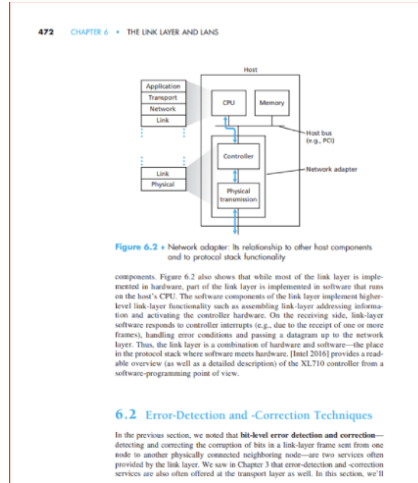 472 CHAPTER 6 • THE LINK LAYER AND LANS
Host
Application
Transport
Network
Link
CPU
Memory
Host bus
(e.g., PCI)
Controller
Network adapter
Link
Physical
Physical
transmission
Figure 6.2 • Network adapter: Its relationship to other host components
and to protocol stack functionality
components. Figure 6.2 also shows that while most of the link layer is imple-
mented in hardware, part of the link layer is implemented in software that runs
on the host's CPU. The software components of the link layer implement higher-
level link-layer functionality such as assembling link-layer addressing informa-
tion and activating the controller hardware. On the receiving side, link-layer
software responds to controller interrupts (e.g., due to the receipt of one or more
frames), handling error conditions and passing a datagram up to the network
layer. Thus, the link layer is a combination of hardware and software—the place
in the protocol stack where software meets hardware. [Intel 2016] provides a read-
able overview (as well as a detailed description) of the XL710 controller from a
software-programming point of view.
6.2 Error-Detection and -Correction Techniques
In the previous section, we noted that bit-level error detection and correction—
detecting and correcting the corruption of bits in a link-layer frame sent from one
node to another physically connected neighboring node—are two services often
provided by the link layer. We saw in Chapter 3 that error-detection and -correction
services are also often offered at the transport layer as well. In this section, we'll